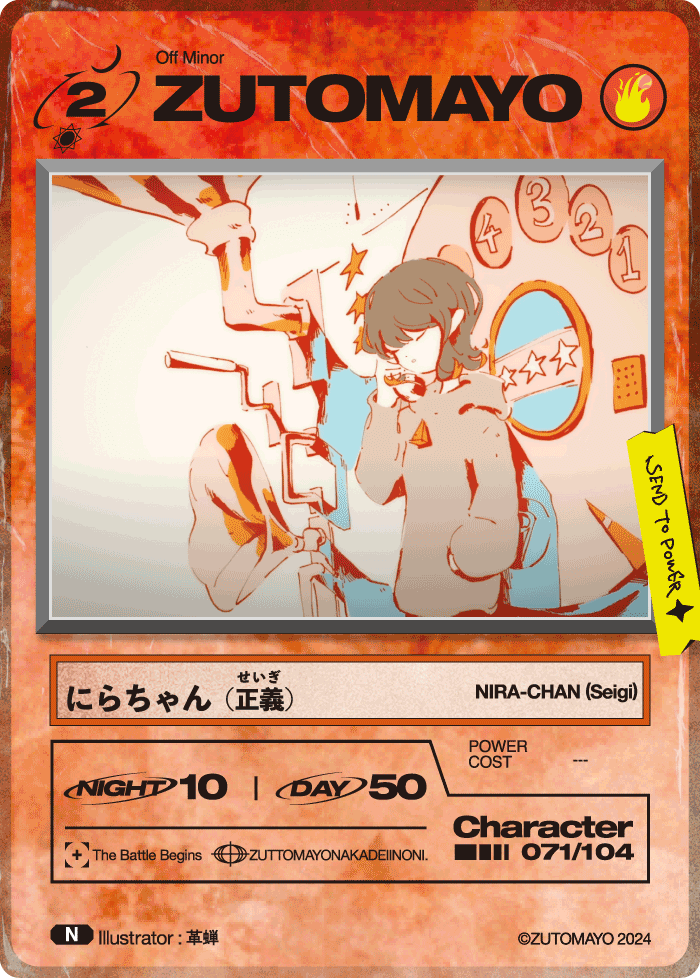 Off Minor
2 ZUTOMAYO
4 3 2 1
SEND TO POWER
せいぎ
にらちゃん（正義）
NIRA-CHAN (Seigi)
POWER
COST ---
NIGHT 10 | DAY 50
Character
071/104
The Battle Begins ZUTTOMAYONAKADEIINONI.
N Illustrator : 革蝉
©ZUTOMAYO 2024